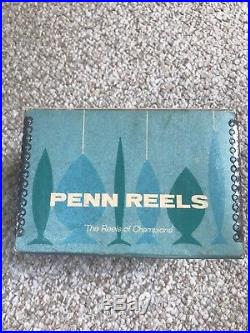 PENN REELS
The Reels of Champions